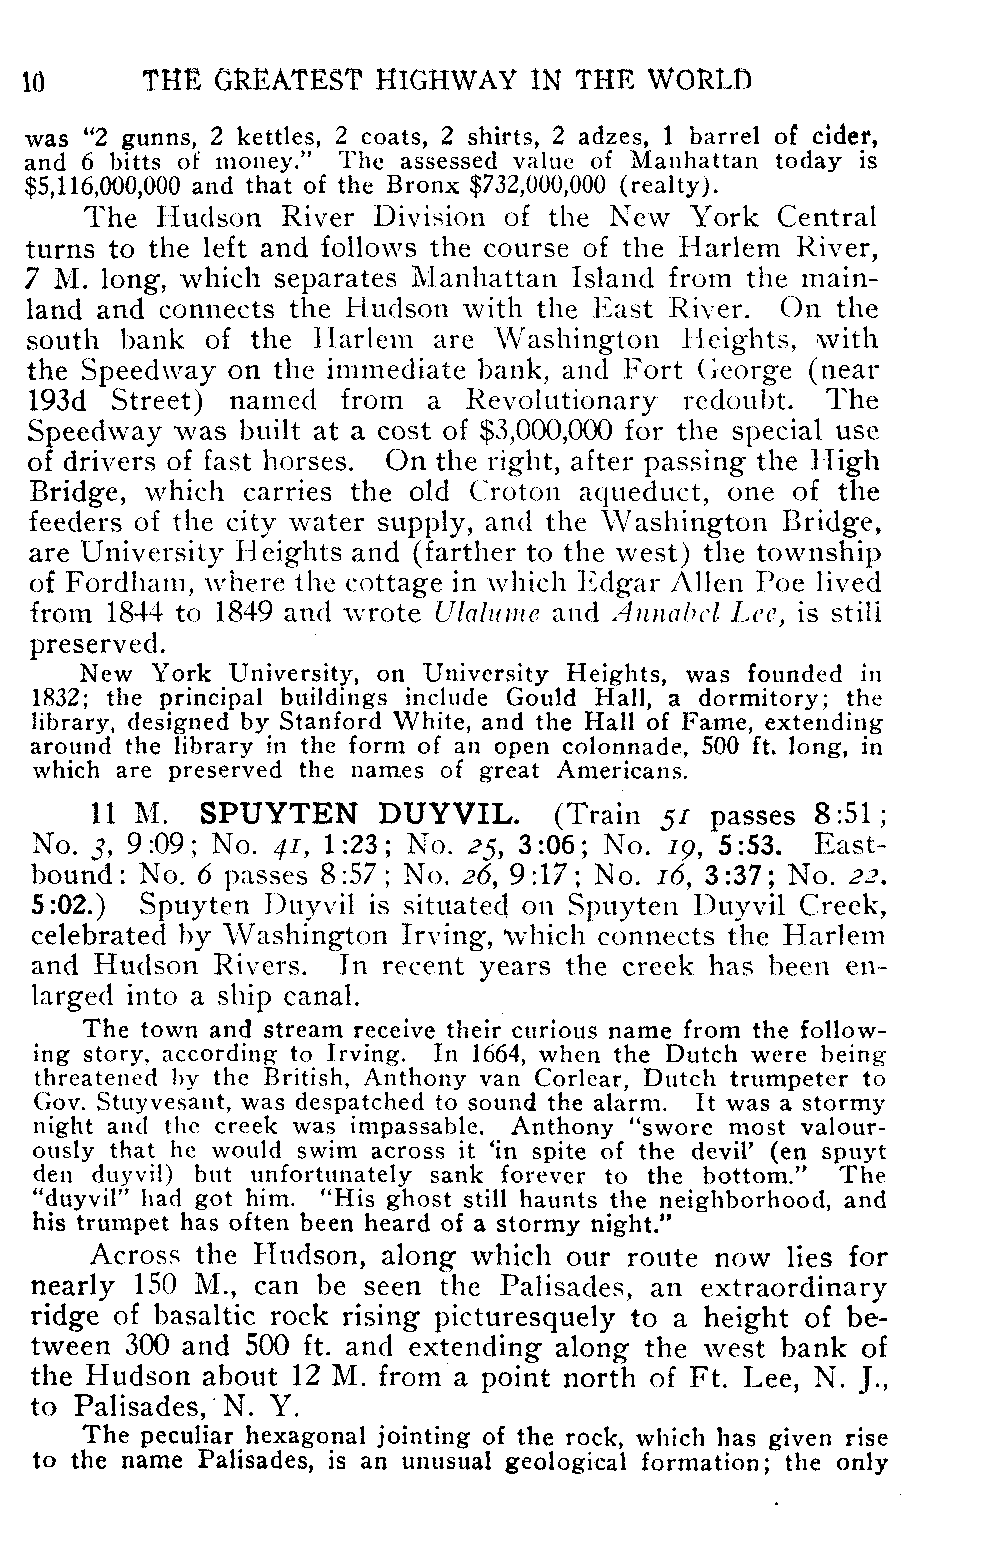 10 THE GREATEST HIGHWAY IN THE WORLD
was “2 gunns, 2 kettles, 2 coats, 2 shirts, 2 adzes, 1 barrel of cider,
and 6 bitts of money.” The assessed value of Manhattan today is
$5,116,000,000 and that of the Bronx $732,000,000 (realty).
The Hudson River Division of the New York Central
turns to the left and follows the course of the Harlem River,
7 M. long, which separates Manhattan Island from the main-
land and connects the Hudson with the East River. On the
south bank of the Harlem are Washington Heights, with
the Speedway on the immediate bank, and Fort George (near
193d Street) named from a Revolutionary redoubt. The
Speedway was built at a cost of $3,000,000 for the special use
of drivers of fast horses. On the right, after passing the High
Bridge, which carries the old Croton aqueduct, one of the
feeders of the city water supply, and the Washington Bridge,
are University Heights and (farther to the west) the township
of Fordham, where the cottage in which Edgar Allen Poe lived
from 1844 to 1849 and wrote Ulalume and Annabel Lee, is still
preserved.
New York University, on University Heights, was founded in
1832; the principal buildings include Gould Hall, a dormitory; the
library, designed by Stanford White, and the Hall of Fame, extending
around the library in the form of an open colonnade, 500 ft. long, in
which are preserved the names of great Americans.
11 M. SPUYTEN DUYVIL. (Train 51 passes 8:51;
No. 3, 9:09; No. 41, 1:23; No. 25, 3:06; No. 19, 5:53. East-
bound: No. 6 passes 8:57; No. 26, 9:17; No. 16, 3:37; No. 22.
5:02.) Spuyten Duyvil is situated on Spuyten Duyvil Creek,
celebrated by Washington Irving, which connects the Harlem
and Hudson Rivers. In recent years the creek has been en-
larged into a ship canal.
The town and stream receive their curious name from the follow-
ing story, according to Irving. In 1664, when the Dutch were being
threatened by the British, Anthony van Corlear, Dutch trumpeter to
Gov. Stuyvesant, was despatched to sound the alarm. It was a stormy
night and the creek was impassable. Anthony “swore most valour-
ously that he would swim across it ‘in spite of the devil’ (en spuyt
den duyvil) but unfortunately sank forever to the bottom.” The
“duyvil” had got him. “His ghost still haunts the neighborhood, and
his trumpet has often been heard of a stormy night.”
Across the Hudson, along which our route now lies for
nearly 150 M., can be seen the Palisades, an extraordinary
ridge of basaltic rock rising picturesquely to a height of be-
tween 300 and 500 ft. and extending along the west bank of
the Hudson about 12 M. from a point north of Ft. Lee, N. J.,
to Palisades, N. Y.
The peculiar hexagonal jointing of the rock, which has given rise
to the name Palisades, is an unusual geological formation; the only